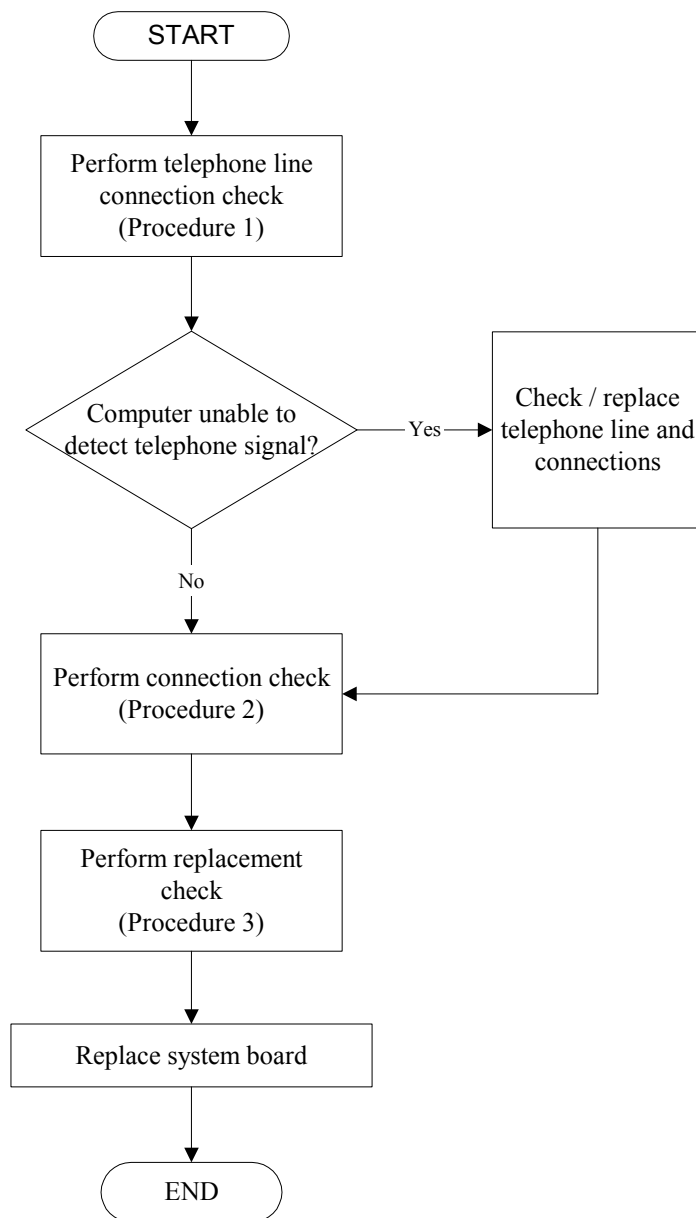 START
Perform telephone line
connection check
(Procedure 1)
Computer unable to
detect telephone signal?
Yes
Check / replace
telephone line and
connections
No
Perform connection check
(Procedure 2)
Perform replacement
check
(Procedure 3)
Replace system board
END